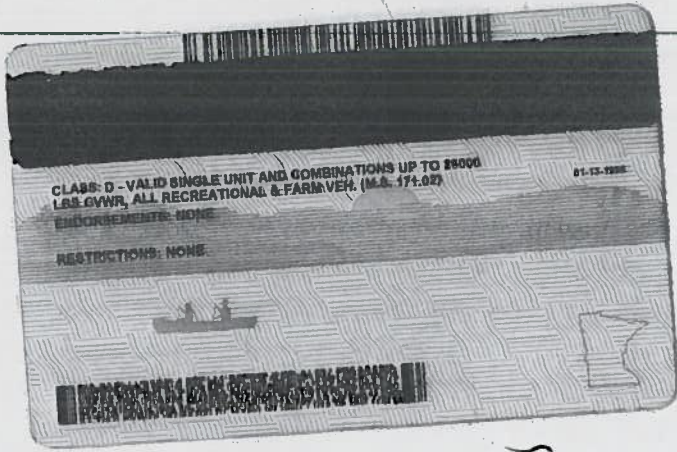 CLASS: D - VALID SINGLE UNIT AND COMBINATIONS UP TO 26000
LBS GVWR, ALL RECREATIONAL & FARM VEH. (M.S. 171.02)
ENDORSEMENTS: NONE
RESTRICTIONS: NONE